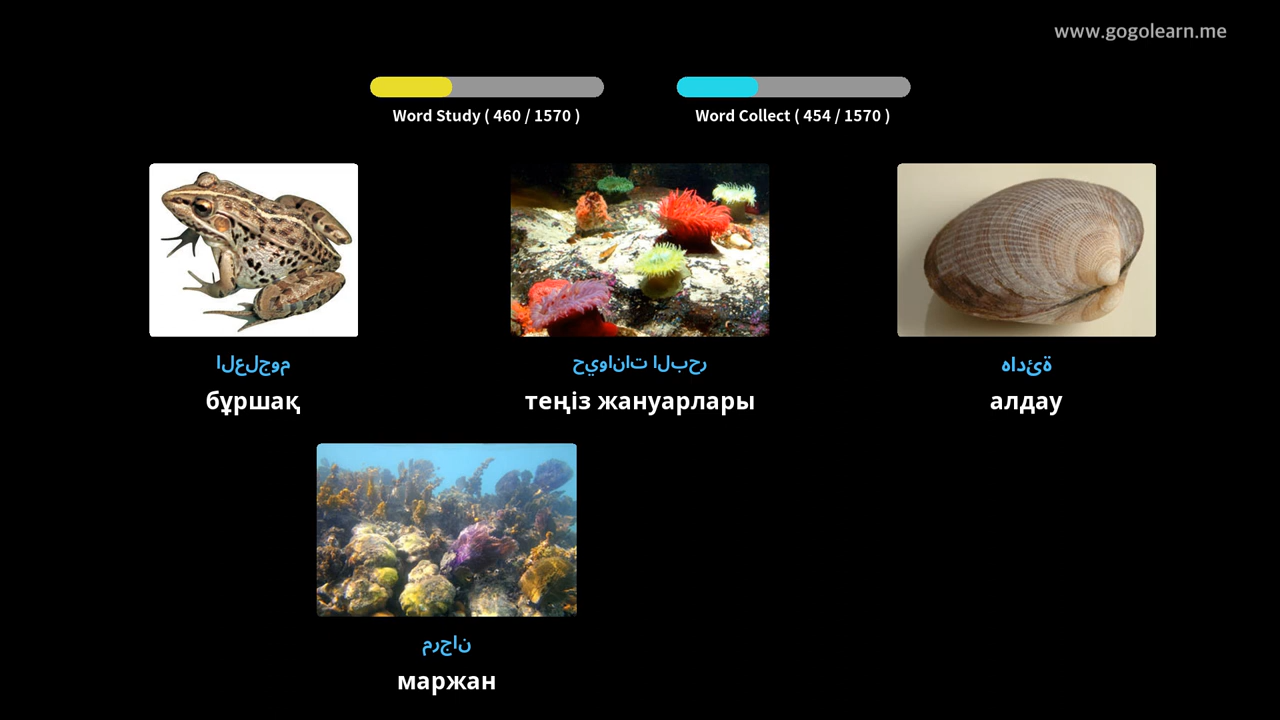 www.gogolearn.me
Word Study ( 460 / 1570 )
Word Collect ( 454 / 1570 )
العلجوم
бұршақ
حيوانات البحر
теңіз жануарлары
هادئة
алдау
مرجان
маржан